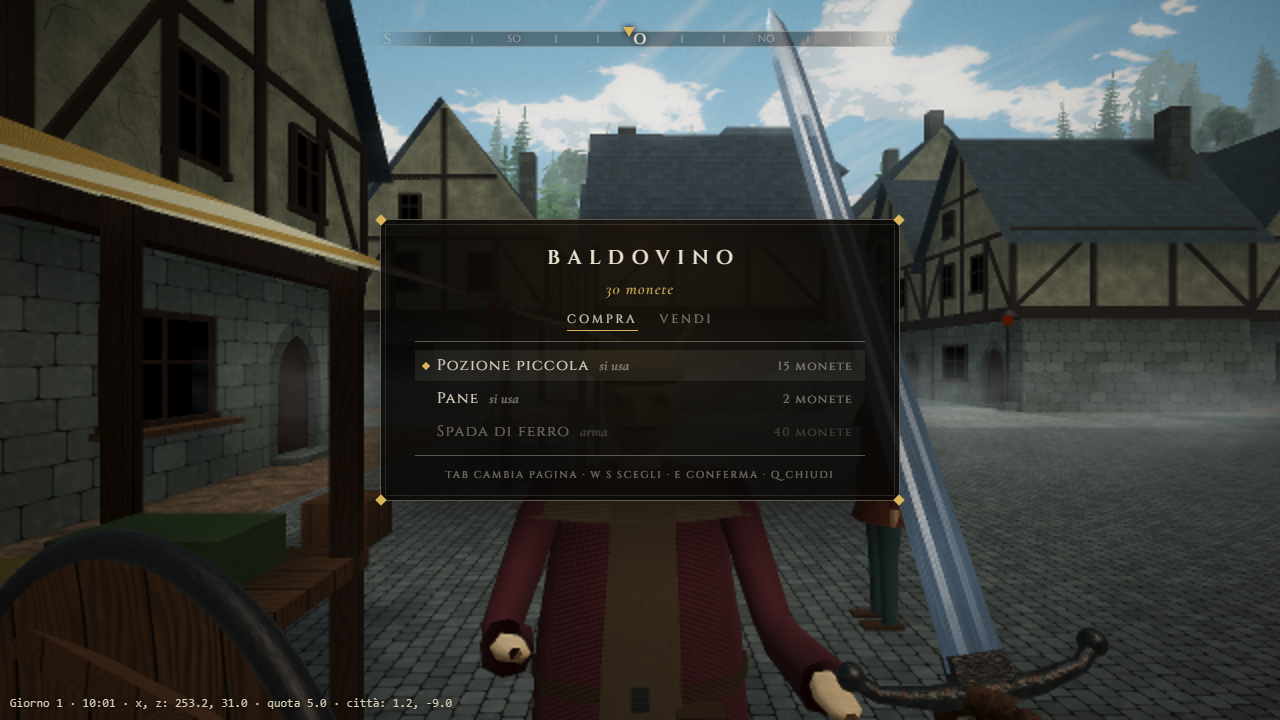 S SO O NO N
BALDOVINO
30 monete
COMPRA VENDI
POZIONE PICCOLA si usa 15 MONETE
PANE si usa 2 MONETE
SPADA DI FERRO arma 40 MONETE
TAB CAMBIA PAGINA · W S SCEGLI · E CONFERMA · Q CHIUDI
Giorno 1 · 10:01 · x, z: 253.2, 31.0 · quota 5.0 · città: 1.2, -9.0